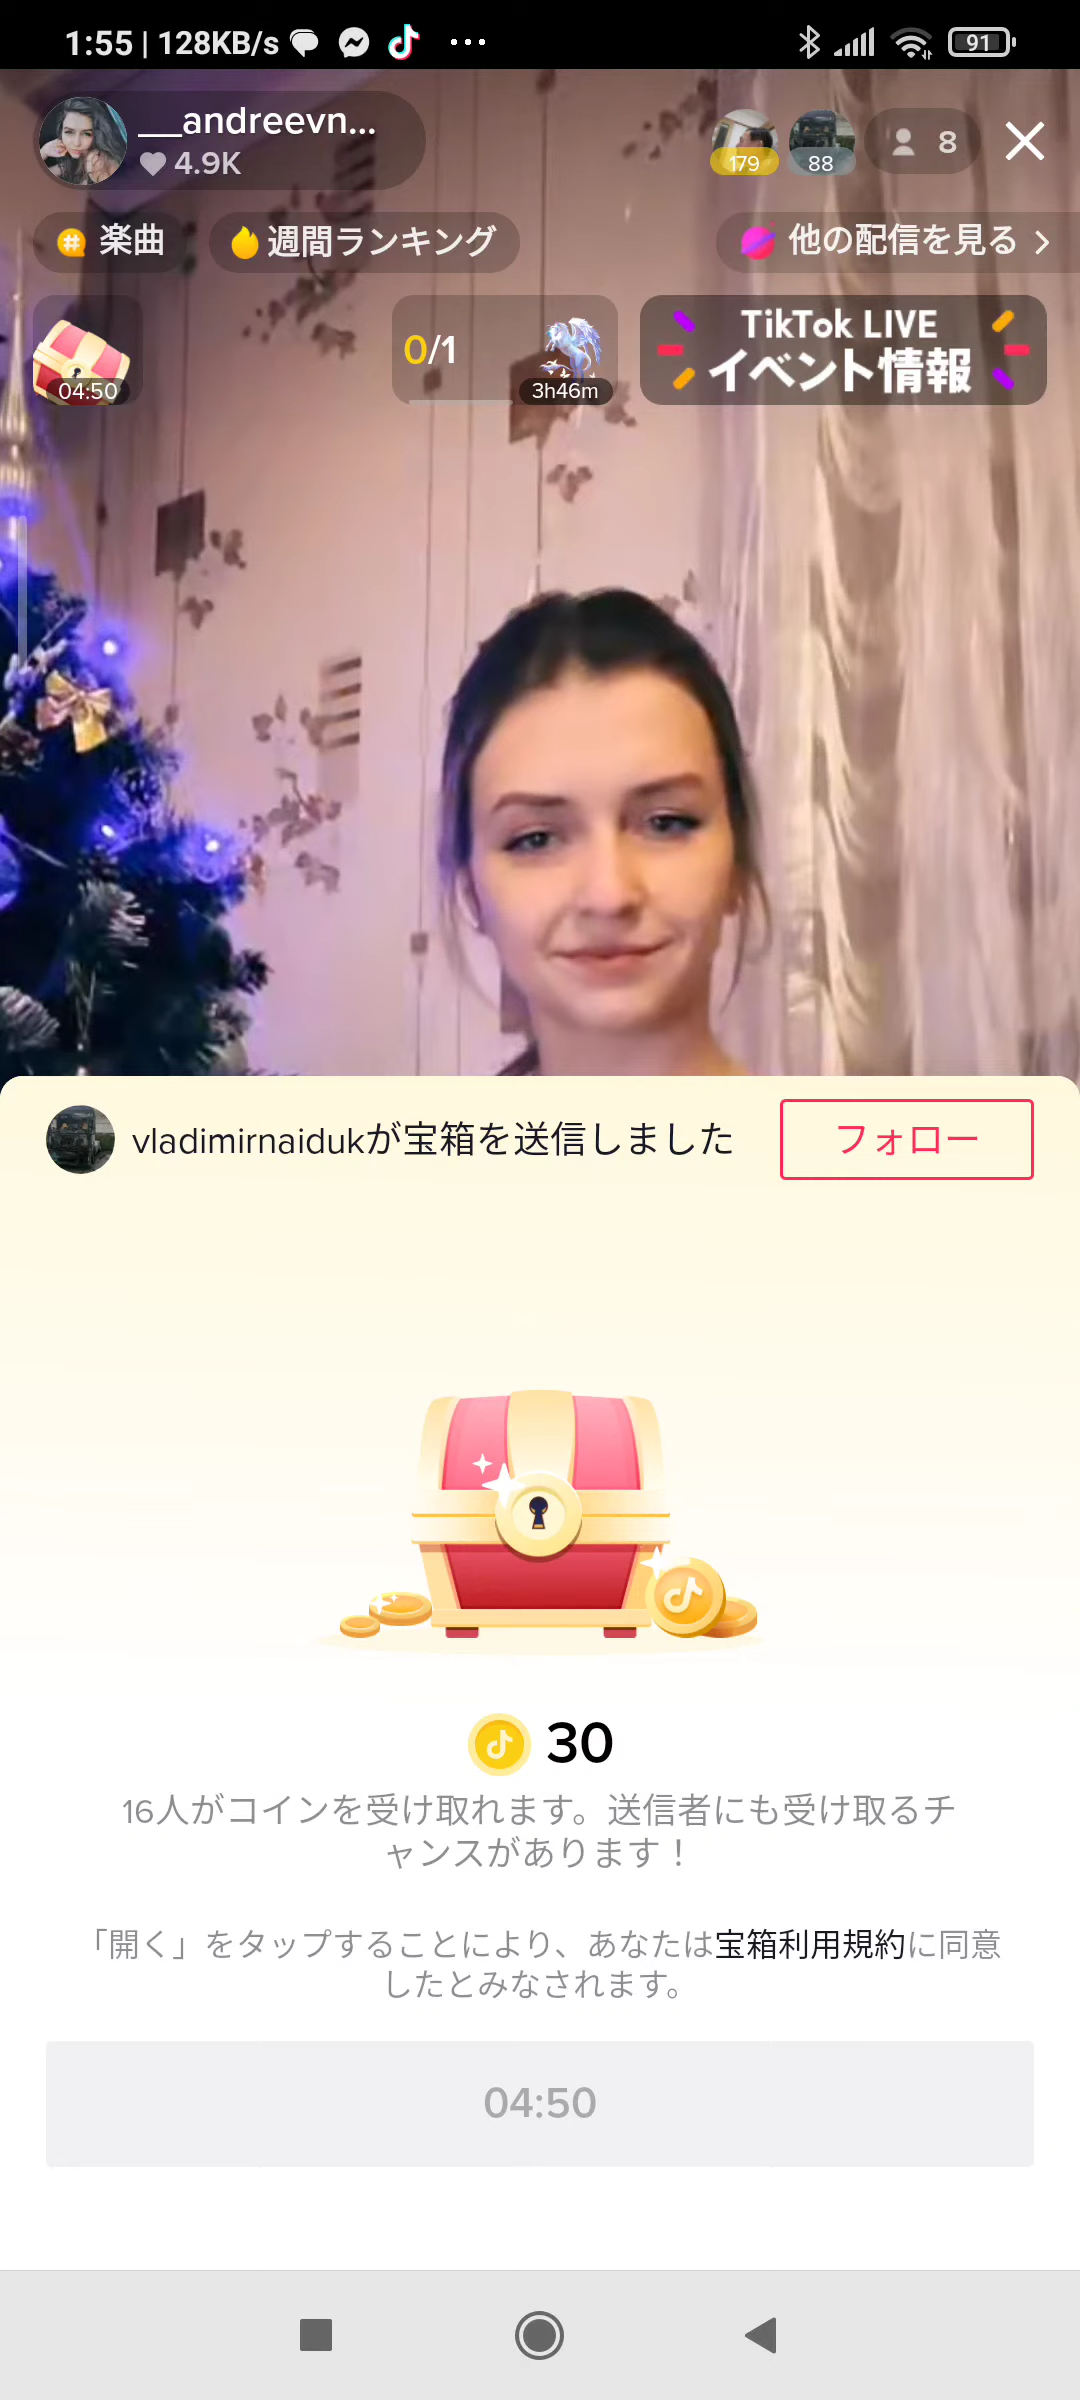 1:55 | 128KB/s
91
__andreevn...
4.9K
179
88
8
楽曲
週間ランキング
他の配信を見る
04:50
0/1
3h46m
TikTok LIVE
イベント情報
vladimirnaidukが宝箱を送信しました
フォロー
30
16人がコインを受け取れます。送信者にも受け取るチ
ャンスがあります！
「開く」をタップすることにより、あなたは宝箱利用規約に同意
したとみなされます。
04:50